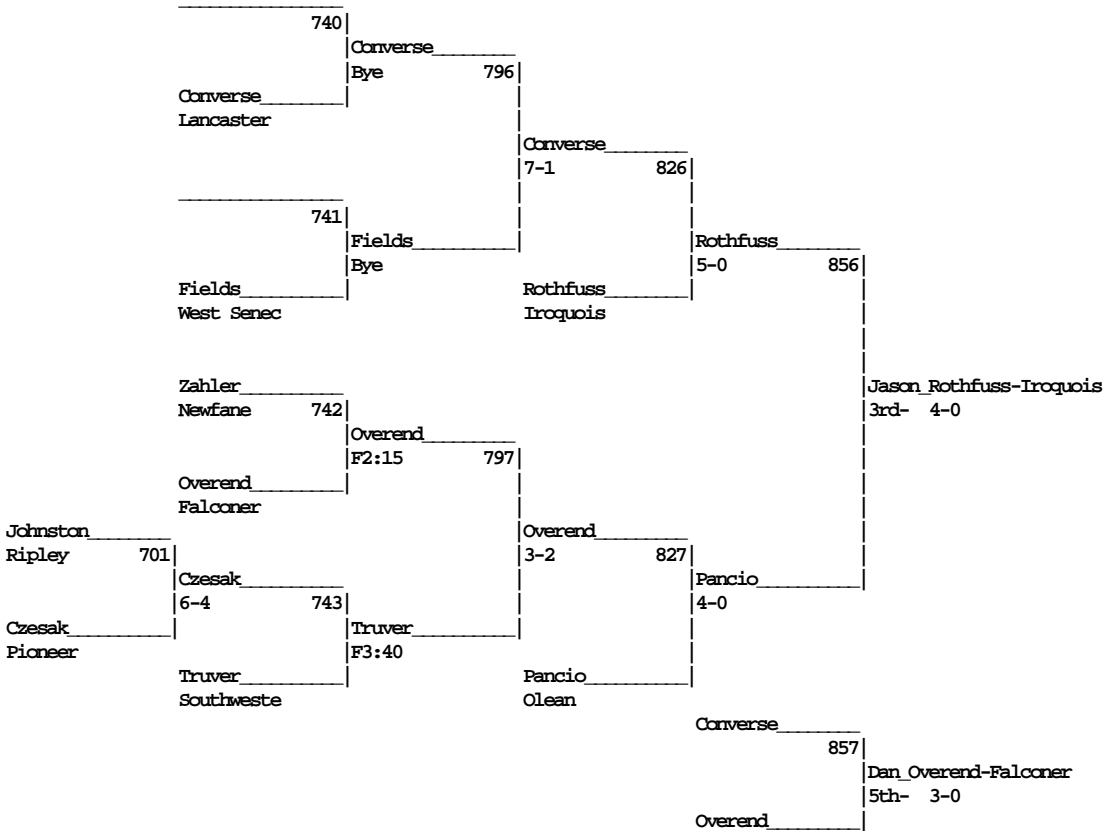 740
Converse
Bye 796
Converse
Lancaster
Converse
7-1 826
741
Fields Rothfuss
Bye 5-0 856
Fields Rothfuss
West Senec Iroquois
Zahler Jason_Rothfuss-Iroquois
Newfane 742 3rd- 4-0
Overend
F2:15 797
Overend
Falconer
Johnston Overend
Ripley 701 3-2 827
Czesak Pancio
6-4 743 4-0
Czesak Truver
Pioneer F3:40
Truver Pancio
Southweste Olean
Converse
857
Dan_Overend-Falconer
5th- 3-0
Overend